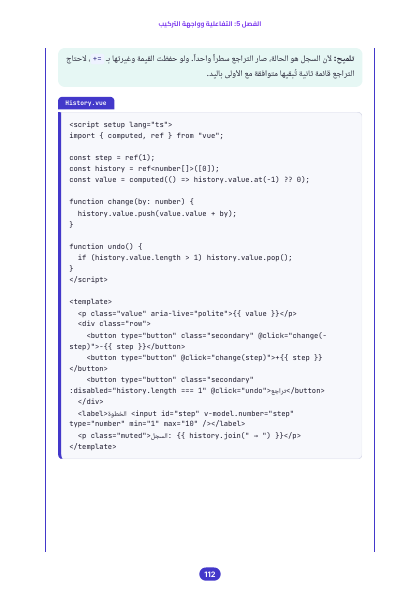 الفصل 5: التفاعلية وواجهة التركيب
تلميح: لأن السجل هو الحالة، صار التراجع سطراً واحداً. ولو حفظت القيمة وغيرتها بـ += ، لاحتاج
التراجع قائمة ثانية تُبقيها متوافقة مع الأولى باليد.
History.vue
<script setup lang="ts">
import { computed, ref } from "vue";
const step = ref(1);
const history = ref<number[]>([0]);
const value = computed(() => history.value.at(-1) ?? 0);
function change(by: number) {
  history.value.push(value.value + by);
}
function undo() {
  if (history.value.length > 1) history.value.pop();
}
</script>
<template>
  <p class="value" aria-live="polite">{{ value }}</p>
  <div class="row">
    <button type="button" class="secondary" @click="change(-
step)">-{{ step }}</button>
    <button type="button" @click="change(step)">+{{ step }}
</button>
    <button type="button" class="secondary"
:disabled="history.length === 1" @click="undo">تراجع</button>
  </div>
  <label>الخطوة <input id="step" v-model.number="step"
type="number" min="1" max="10" /></label>
  <p class="muted">السجل: {{ history.join(" → ") }}</p>
</template>
112